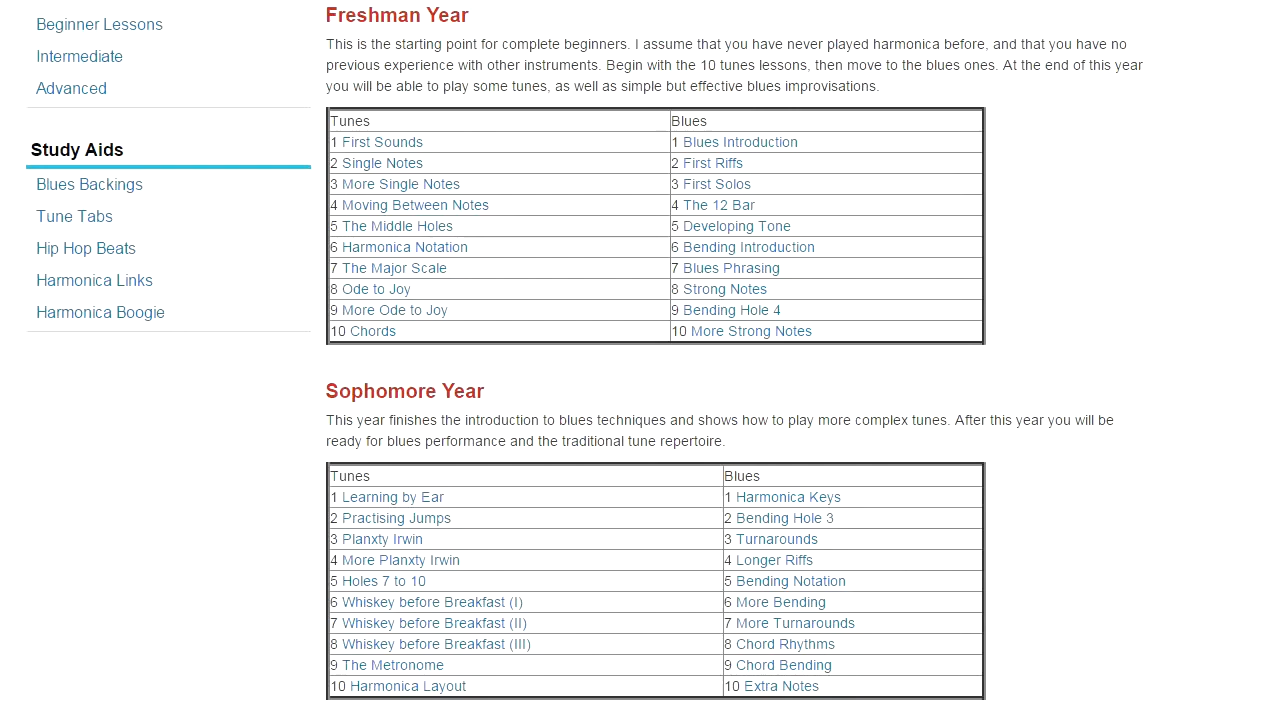 Beginner Lessons
Intermediate
Advanced
Study Aids
Blues Backings
Tune Tabs
Hip Hop Beats
Harmonica Links
Harmonica Boogie
Freshman Year
This is the starting point for complete beginners. I assume that you have never played harmonica before, and that you have no
previous experience with other instruments. Begin with the 10 tunes lessons, then move to the blues ones. At the end of this year
you will be able to play some tunes, as well as simple but effective blues improvisations.
Tunes Blues
1 First Sounds 1 Blues Introduction
2 Single Notes 2 First Riffs
3 More Single Notes 3 First Solos
4 Moving Between Notes 4 The 12 Bar
5 The Middle Holes 5 Developing Tone
6 Harmonica Notation 6 Bending Introduction
7 The Major Scale 7 Blues Phrasing
8 Ode to Joy 8 Strong Notes
9 More Ode to Joy 9 Bending Hole 4
10 Chords 10 More Strong Notes
Sophomore Year
This year finishes the introduction to blues techniques and shows how to play more complex tunes. After this year you will be
ready for blues performance and the traditional tune repertoire.
Tunes Blues
1 Learning by Ear 1 Harmonica Keys
2 Practising Jumps 2 Bending Hole 3
3 Planxty Irwin 3 Turnarounds
4 More Planxty Irwin 4 Longer Riffs
5 Holes 7 to 10 5 Bending Notation
6 Whiskey before Breakfast (I) 6 More Bending
7 Whiskey before Breakfast (II) 7 More Turnarounds
8 Whiskey before Breakfast (III) 8 Chord Rhythms
9 The Metronome 9 Chord Bending
10 Harmonica Layout 10 Extra Notes